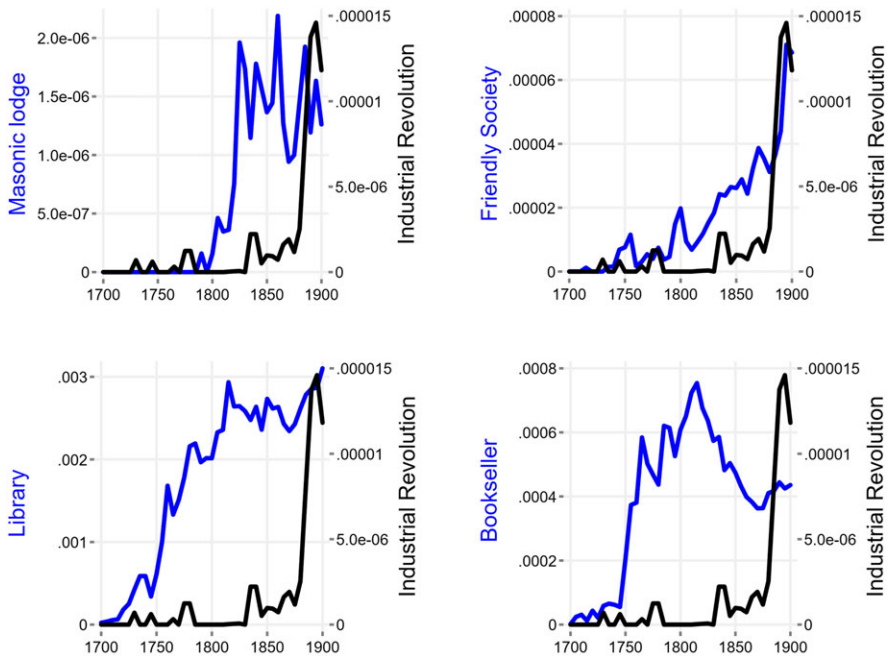 Masonic lodge
2.0e-06
1.5e-06
1.0e-06
5.0e-07
0
.000015
.00001
5.0e-06
0
Industrial Revolution
1700 1750 1800 1850 1900
Friendly Society
.00008
.00006
.00004
.00002
0
.000015
.00001
5.0e-06
0
Industrial Revolution
1700 1750 1800 1850 1900
Library
.003
.002
.001
0
.000015
.00001
5.0e-06
0
Industrial Revolution
1700 1750 1800 1850 1900
Bookseller
.0008
.0006
.0004
.0002
0
.000015
.00001
5.0e-06
0
Industrial Revolution
1700 1750 1800 1850 1900